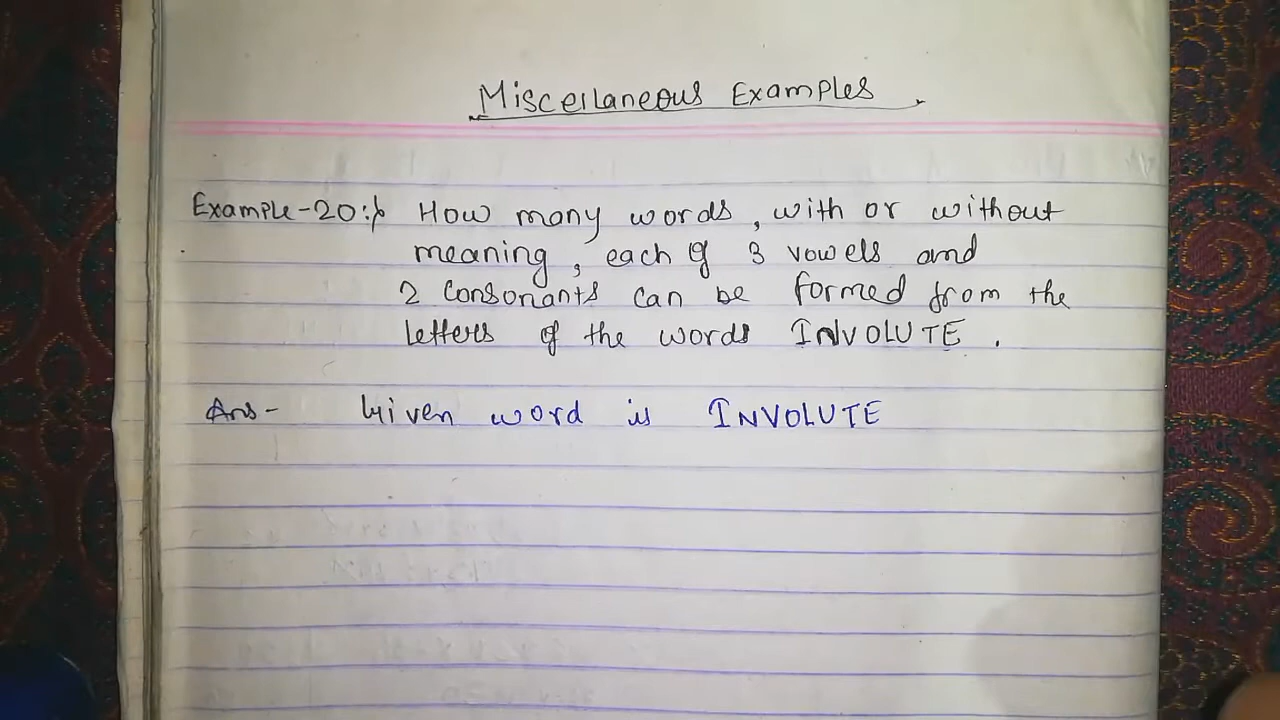 Miscellaneous Examples.
Example-20:- How many words, with or without
meaning, each of 3 vowels and
2 consonants can be formed from the
letters of the words INVOLUTE.
Ans- Given word is INVOLUTE